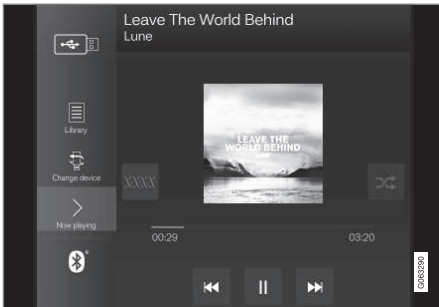 Leave The World Behind
Lune
Library
Change device
Now playing
LEAVE THE
WORLD BEHIND
LUNE
XXXX
00:29
03:20
G063290